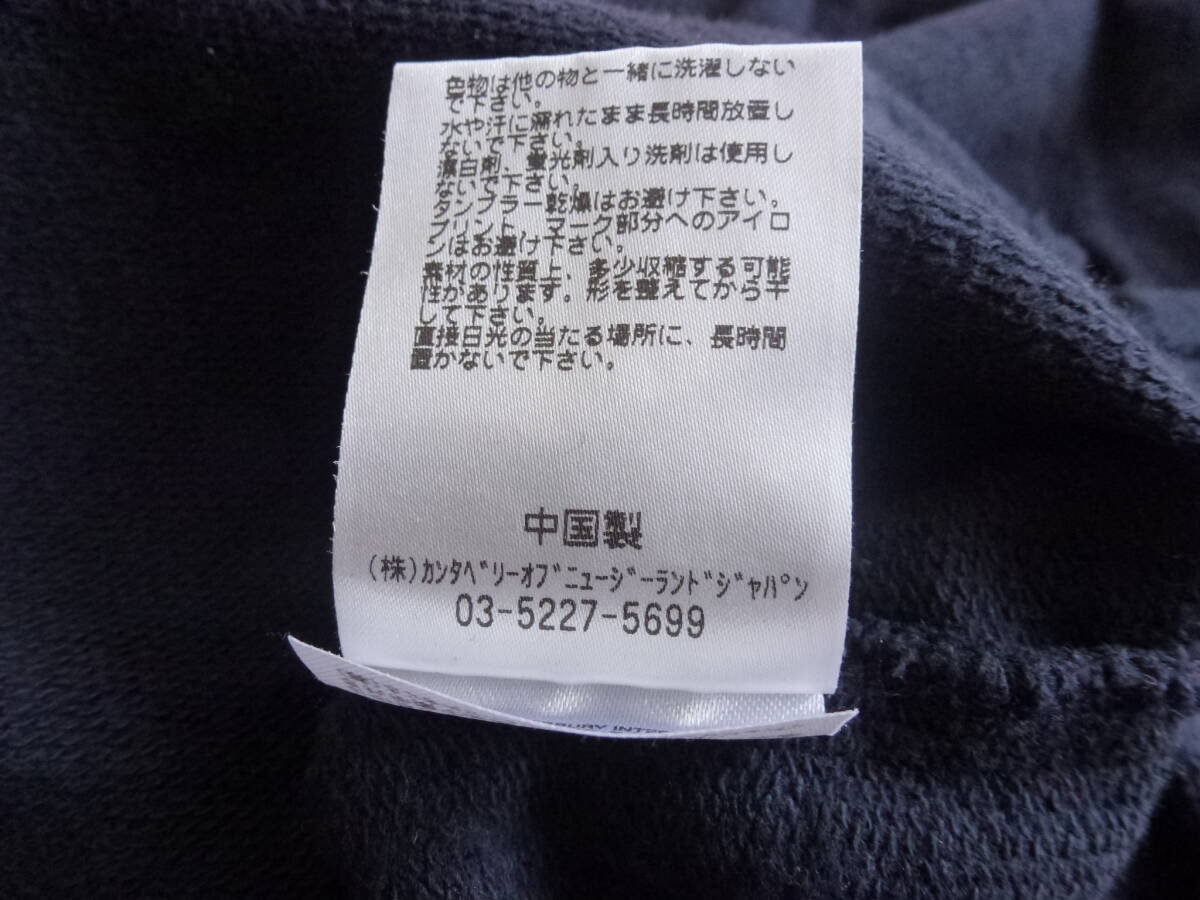 色物は他の物と一緒に洗濯しない
で下さい。
水や汗に濡れたまま長時間放置し
ないで下さい。
漂白剤、蛍光剤入り洗剤は使用し
ないで下さい。
タンブラー乾燥はお避け下さい。
プリント、マーク部分へのアイロ
ンはお避け下さい。
素材の性質上、多少収縮する可能
性があります。形を整えてから干
して下さい。
直接日光の当たる場所に、長時間
置かないで下さい。
中国製
(株)カンタベリーオブニュージーランドジャパン
03-5227-5699